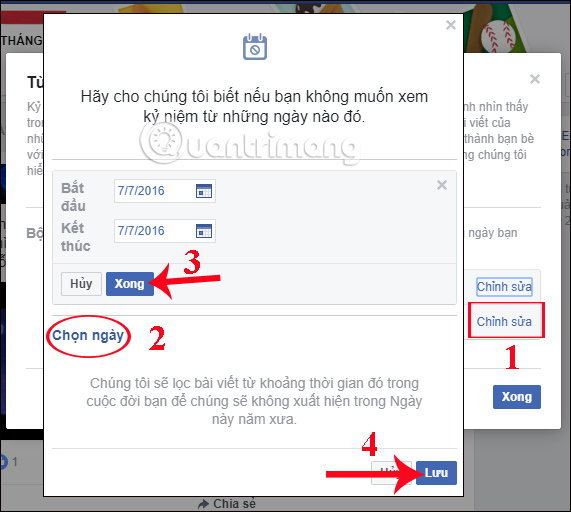 THÁNG
Hãy cho chúng tôi biết nếu bạn không muốn xem
kỷ niệm từ những ngày nào đó.
Quantrimang
Bắt đầu
7/7/2016
Kết thúc
7/7/2016
3
Hủy
Xong
Chọn ngày
2
Chúng tôi sẽ lọc bài viết từ khoảng thời gian đó trong
cuộc đời bạn để chúng sẽ không xuất hiện trong Ngày
này năm xưa.
4
Lưu
Từ
Kỷ
nh nhìn thấy
tron
i viết của
nhữ
thành bạn bè
với
ng chúng tôi
hiể
Bộ
ngày bạn
Chỉnh sửa
Chỉnh sửa
1
Xong
1
Chia sẻ